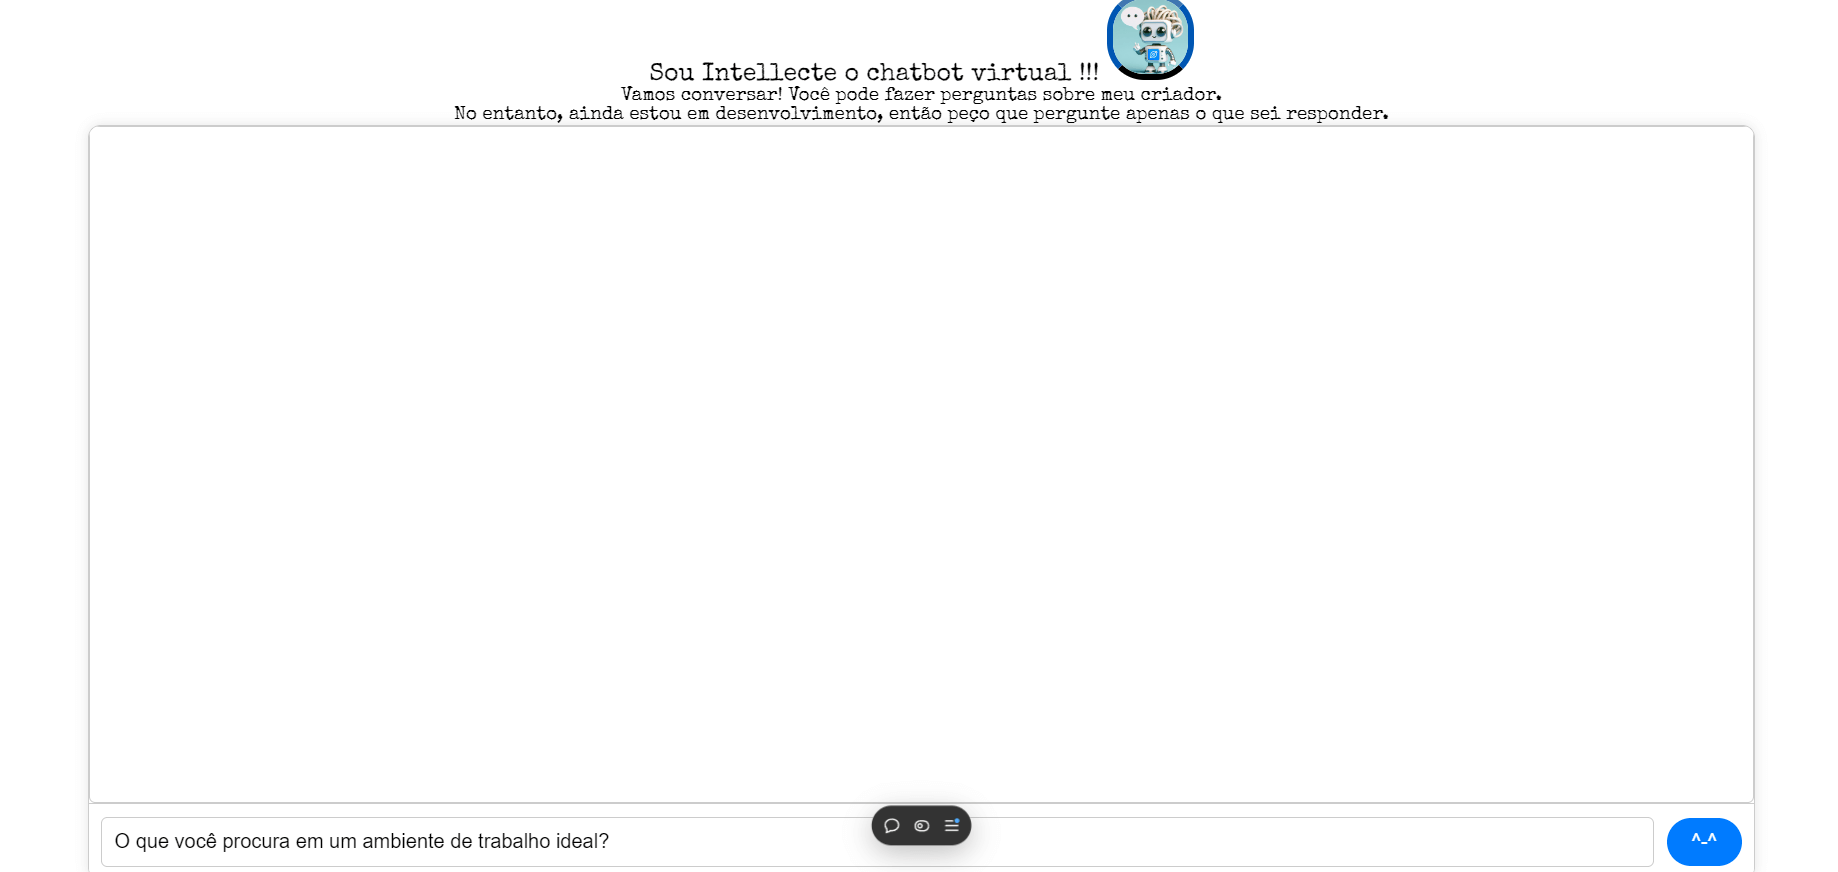 Sou Intellecte o chatbot virtual !!!
Vamos conversar! Você pode fazer perguntas sobre meu criador.
No entanto, ainda estou em desenvolvimento, então peço que pergunte apenas o que sei responder.
O que você procura em um ambiente de trabalho ideal?
^-^